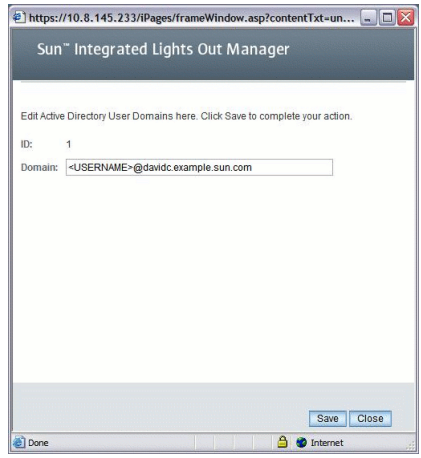 https://10.8.145.233/iPages/frameWindow.asp?contentTxt=un...
Sun™ Integrated Lights Out Manager
Edit Active Directory User Domains here. Click Save to complete your action.
ID: 1
Domain: <USERNAME>@davidc.example.sun.com
Save Close
Done Internet